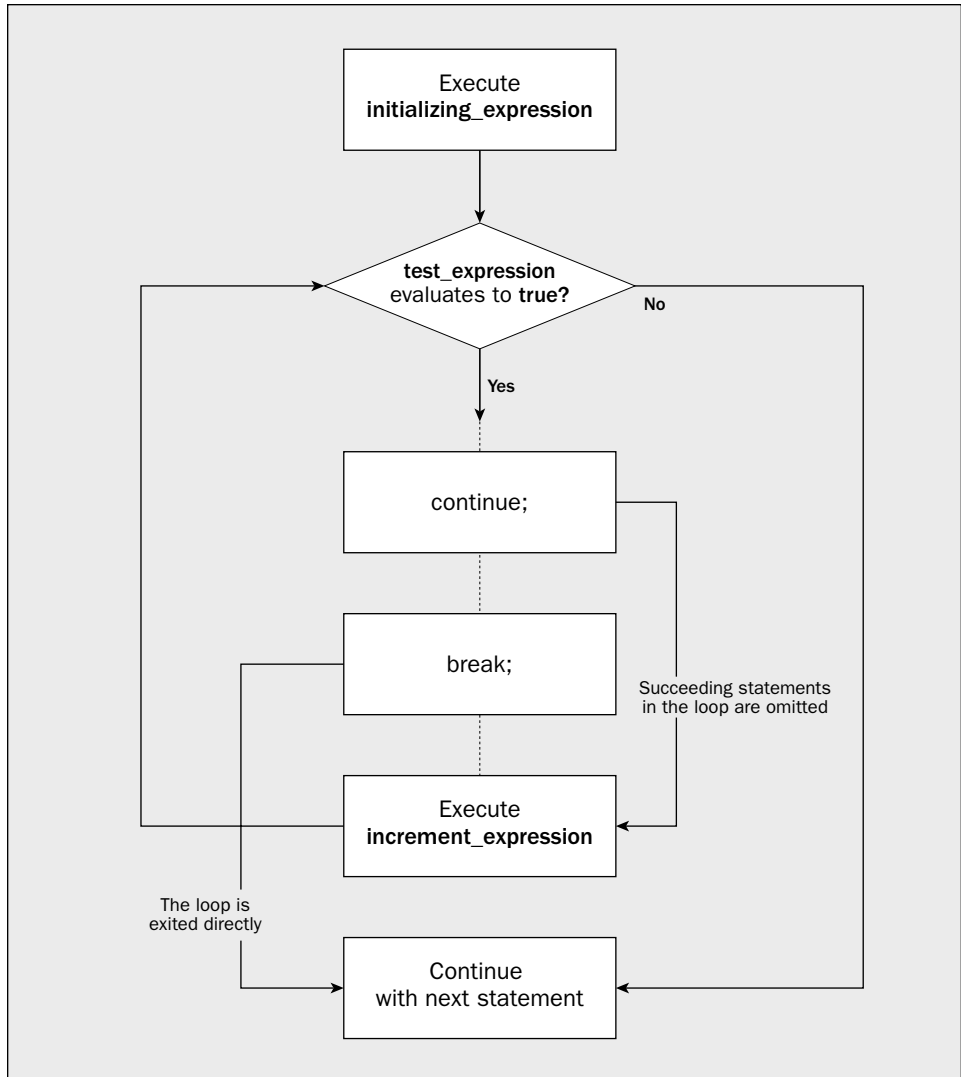 Execute
initializing_expression
test_expression
evaluates to true?
No
Yes
continue;
break;
Succeeding statements
in the loop are omitted
Execute
increment_expression
The loop is
exited directly
Continue
with next statement